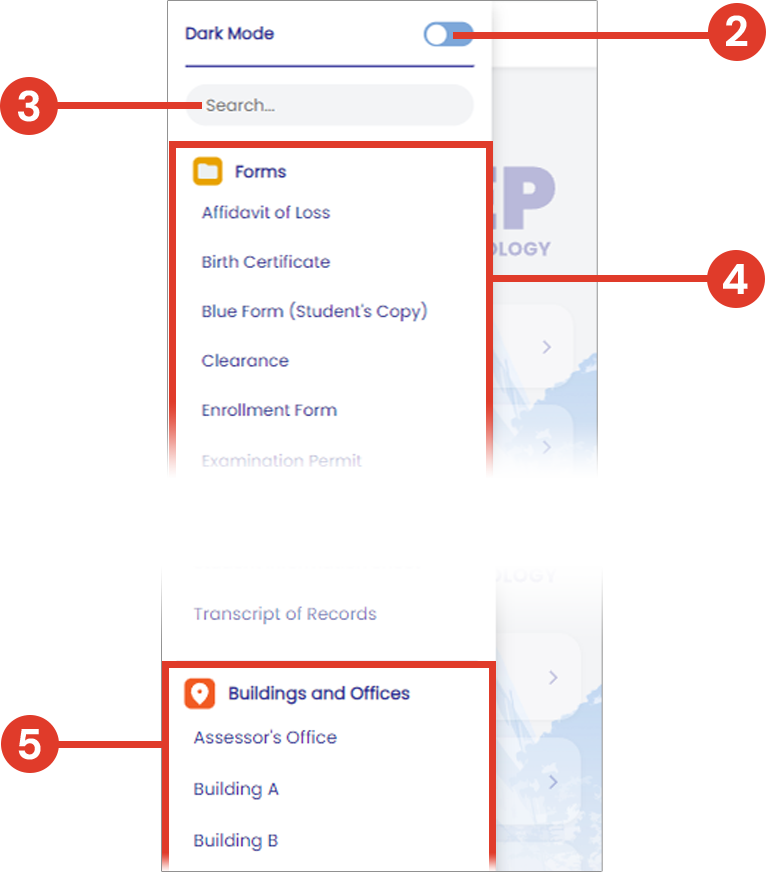 Dark Mode
2
3
Search...
Forms
EP
Affidavit of Loss
OLOGY
Birth Certificate
4
Blue Form (Student's Copy)
Clearance
Enrollment Form
Examination Permit
OLOGY
Transcript of Records
Buildings and Offices
5
Assessor's Office
Building A
Building B